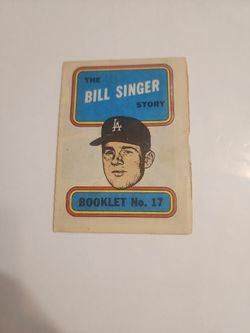 THE
BILL SINGER
STORY
LA
BOOKLET No. 17